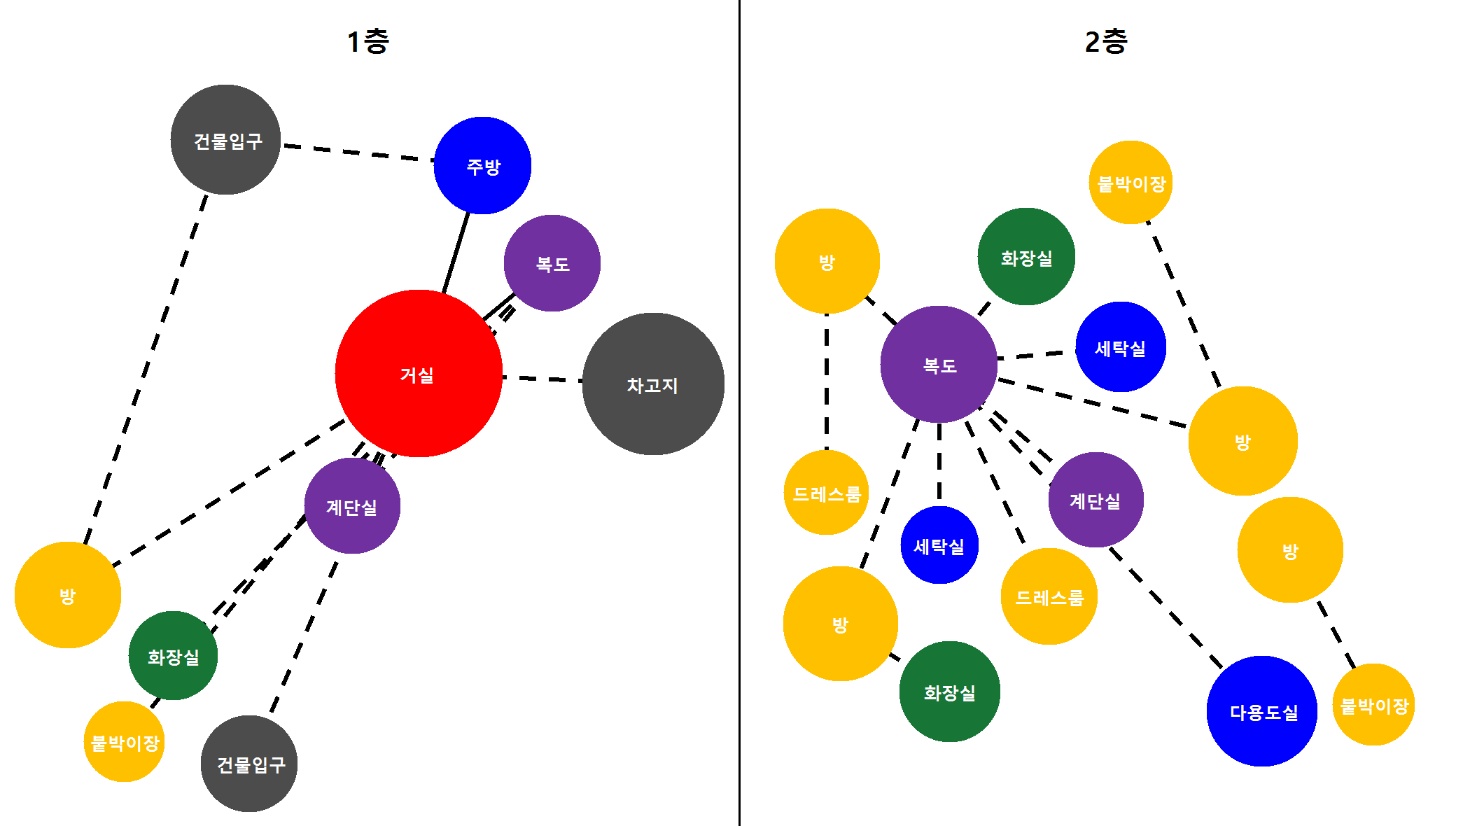 1층
건물입구
주방
복도
거실
차고지
계단실
방
화장실
붙박이장
건물입구
2층
붙박이장
방
화장실
세탁실
복도
방
드레스룸
계단실
세탁실
방
드레스룸
방
화장실
다용도실
붙박이장